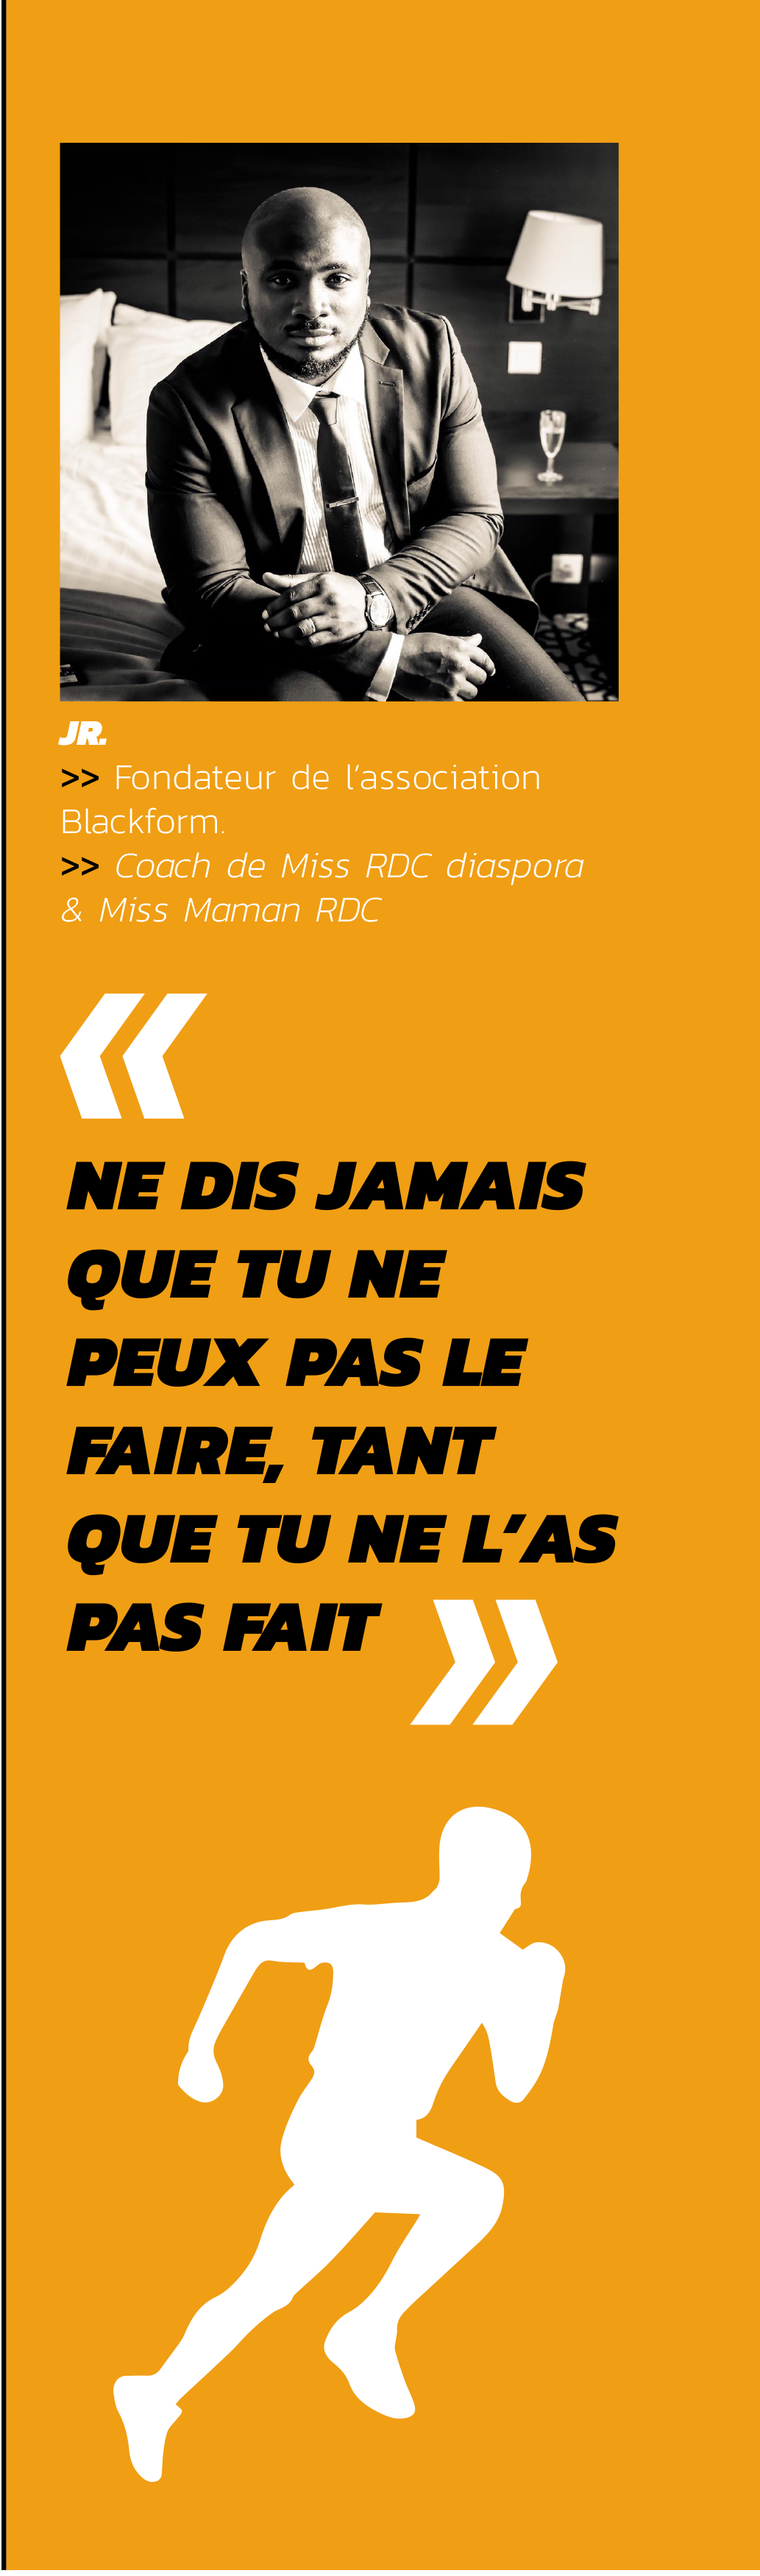 JR.
>> Fondateur de l‘association
Blackform.
>> Coach de Miss RDC diaspora
& Miss Maman RDC
«
NE DIS JAMAIS
QUE TU NE
PEUX PAS LE
FAIRE, TANT
QUE TU NE L’AS
PAS FAIT »